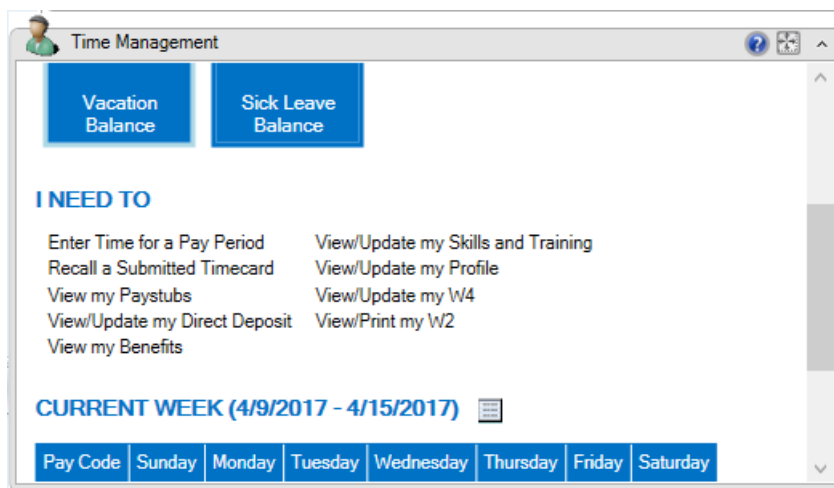 Time Management
Vacation Balance
Sick Leave Balance
I NEED TO
Enter Time for a Pay Period
Recall a Submitted Timecard
View my Paystubs
View/Update my Direct Deposit
View my Benefits
View/Update my Skills and Training
View/Update my Profile
View/Update my W4
View/Print my W2
CURRENT WEEK (4/9/2017 - 4/15/2017)
Pay Code Sunday Monday Tuesday Wednesday Thursday Friday Saturday